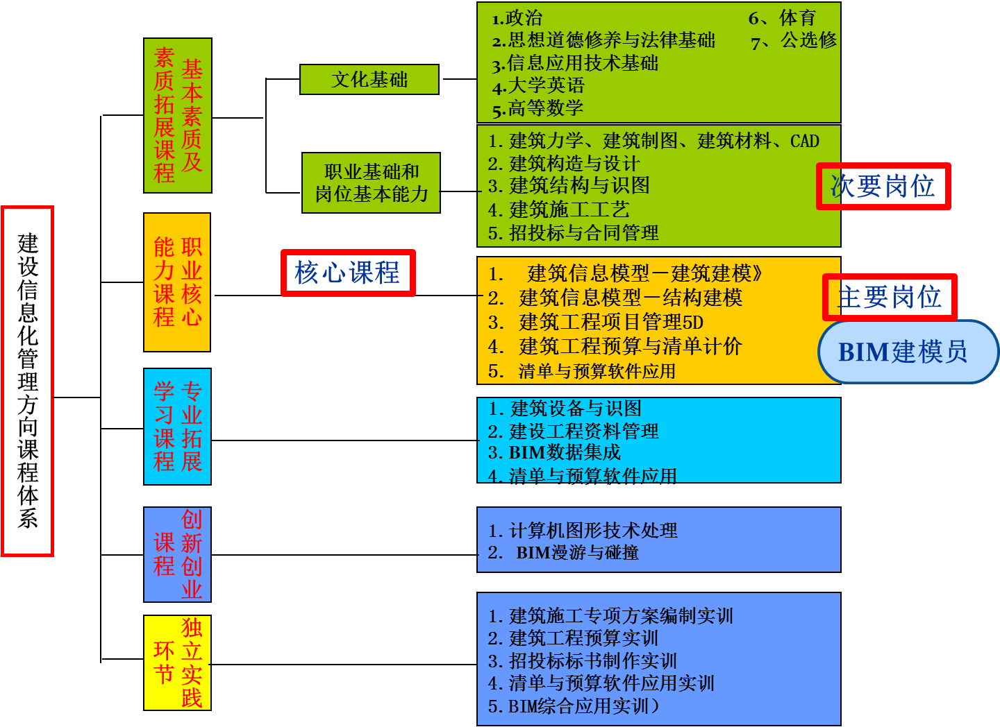 建设信息化管理方向课程体系
基本素质及
素质拓展课程
文化基础
1.政治
6、体育
2.思想道德修养与法律基础
7、公选修
3.信息应用技术基础
4.大学英语
5.高等数学
职业基础和
岗位基本能力
1.建筑力学、建筑制图、建筑材料、CAD
2.建筑构造与设计
3.建筑结构与识图
4.建筑施工工艺
5.招投标与合同管理
次要岗位
职业核心
能力课程
核心课程
1. 建筑信息模型－建筑建模》
2. 建筑信息模型－结构建模
3. 建筑工程项目管理5D
4. 建筑工程预算与清单计价
5. 清单与预算软件应用
主要岗位
BIM建模员
专业拓展
学习课程
1.建筑设备与识图
2.建设工程资料管理
3.BIM数据集成
4.清单与预算软件应用
创新创业
课程
1.计算机图形技术处理
2. BIM漫游与碰撞
独立实践
环节
1.建筑施工专项方案编制实训
2.建筑工程预算实训
3.招投标标书制作实训
4.清单与预算软件应用实训
5.BIM综合应用实训）